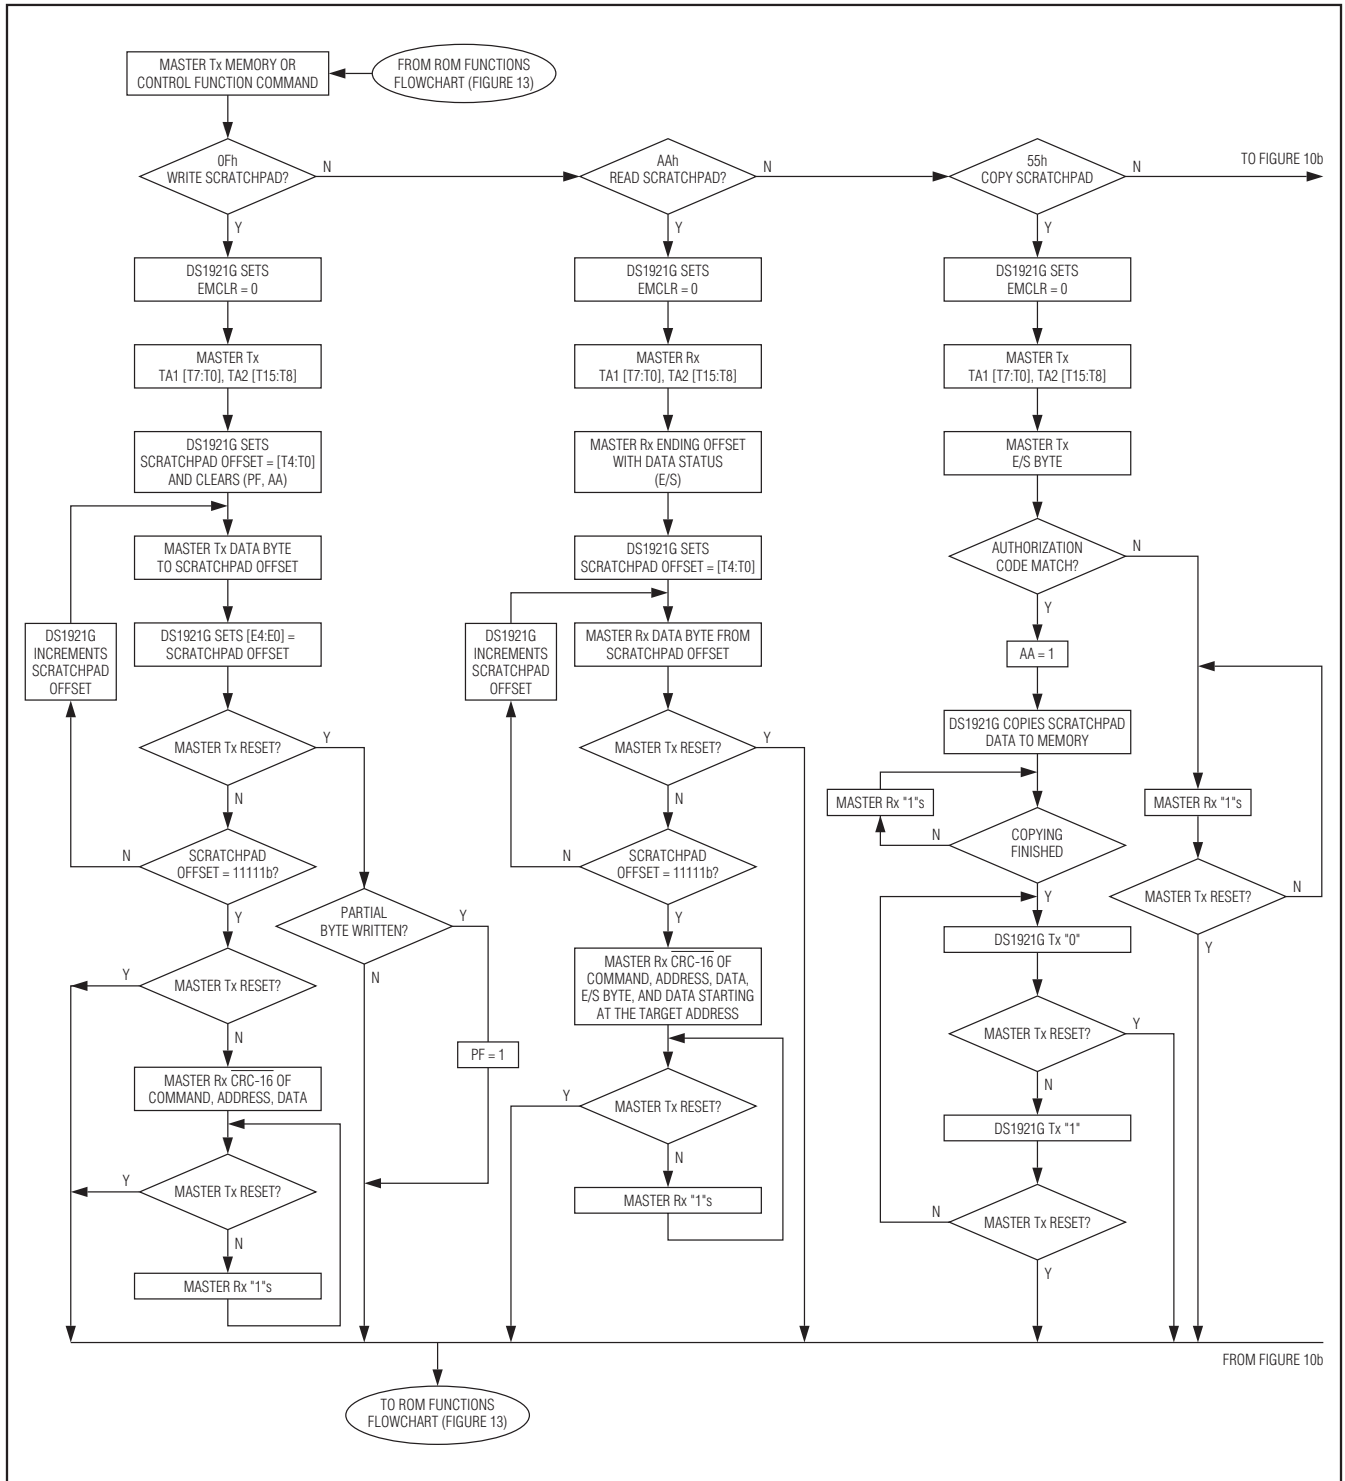 MASTER Tx MEMORY OR
CONTROL FUNCTION COMMAND
FROM ROM FUNCTIONS
FLOWCHART (FIGURE 13)
0Fh
WRITE SCRATCHPAD?
N
Y
AAh
READ SCRATCHPAD?
N
Y
55h
COPY SCRATCHPAD
N
Y
TO FIGURE 10b
DS1921G SETS
EMCLR = 0
MASTER Tx
TA1 [T7:T0], TA2 [T15:T8]
DS1921G SETS
SCRATCHPAD OFFSET = [T4:T0]
AND CLEARS (PF, AA)
MASTER Tx DATA BYTE
TO SCRATCHPAD OFFSET
DS1921G SETS [E4:E0] =
SCRATCHPAD OFFSET
DS1921G
INCREMENTS
SCRATCHPAD
OFFSET
MASTER Tx RESET?
Y
N
SCRATCHPAD
OFFSET = 11111b?
N
Y
PARTIAL
BYTE WRITTEN?
Y
N
PF = 1
MASTER Tx RESET?
Y
N
MASTER Rx CRC-16 OF
COMMAND, ADDRESS, DATA
MASTER Tx RESET?
Y
N
MASTER Rx "1"s
DS1921G SETS
EMCLR = 0
MASTER Rx
TA1 [T7:T0], TA2 [T15:T8]
MASTER Rx ENDING OFFSET
WITH DATA STATUS
(E/S)
DS1921G SETS
SCRATCHPAD OFFSET = [T4:T0]
MASTER Rx DATA BYTE FROM
SCRATCHPAD OFFSET
DS1921G
INCREMENTS
SCRATCHPAD
OFFSET
MASTER Tx RESET?
Y
N
SCRATCHPAD
OFFSET = 11111b?
N
Y
MASTER Rx CRC-16 OF
COMMAND, ADDRESS, DATA,
E/S BYTE, AND DATA STARTING
AT THE TARGET ADDRESS
MASTER Tx RESET?
Y
N
MASTER Rx "1"s
DS1921G SETS
EMCLR = 0
MASTER Tx
TA1 [T7:T0], TA2 [T15:T8]
MASTER Tx
E/S BYTE
AUTHORIZATION
CODE MATCH?
N
Y
AA = 1
DS1921G COPIES SCRATCHPAD
DATA TO MEMORY
MASTER Rx "1"s
COPYING
FINISHED
N
Y
MASTER Rx "1"s
MASTER Tx RESET?
N
Y
DS1921G Tx "0"
MASTER Tx RESET?
Y
N
DS1921G Tx "1"
MASTER Tx RESET?
N
Y
FROM FIGURE 10b
TO ROM FUNCTIONS
FLOWCHART (FIGURE 13)